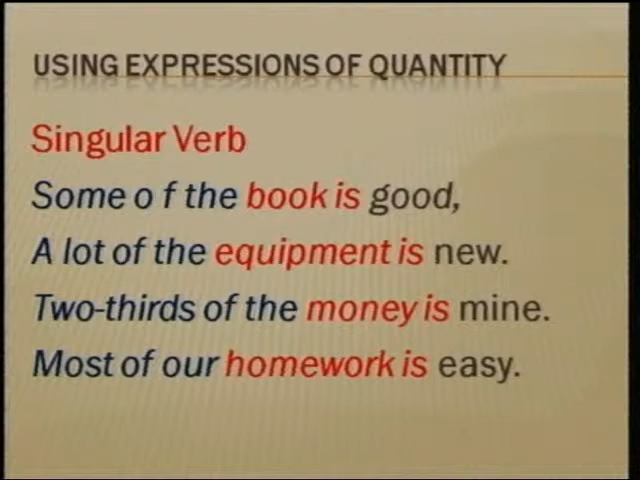 USING EXPRESSIONS OF QUANTITY
Singular Verb
Some o f the book is good,
A lot of the equipment is new.
Two-thirds of the money is mine.
Most of our homework is easy.